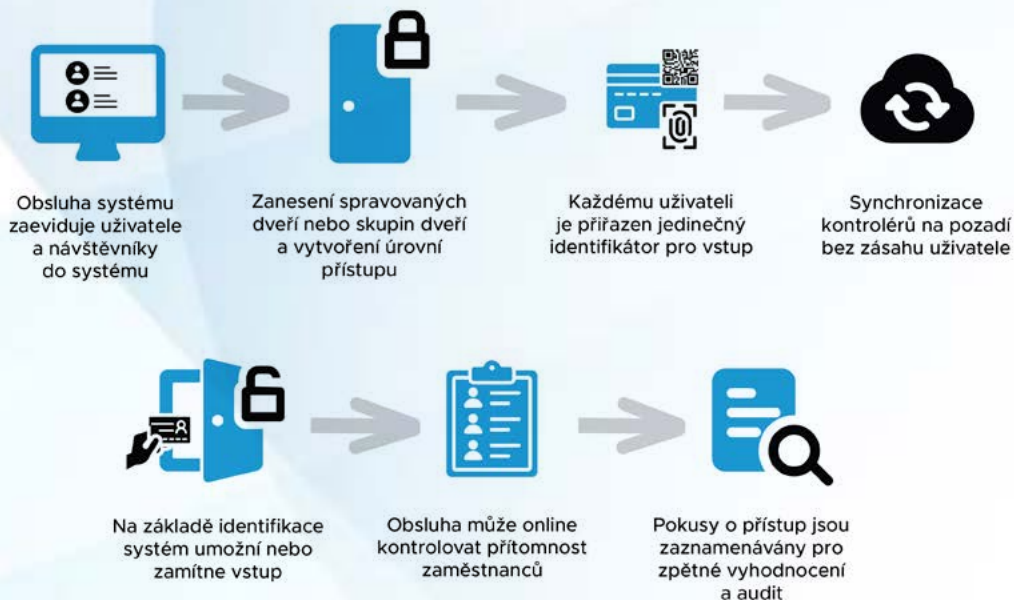 Obsluha systému
zaeviduje uživatele
a návštěvníky
do systému
Zanesení spravovaných
dveří nebo skupin dveří
a vytvoření úrovní
přístupu
Každému uživateli
je přiřazen jedinečný
identifikátor pro vstup
Synchronizace
kontrolérů na pozadí
bez zásahu uživatele
Na základě identifikace
systém umožní nebo
zamítne vstup
Obsluha může online
kontrolovat přítomnost
zaměstnanců
Pokusy o přístup jsou
zaznamenávány pro
zpětné vyhodnocení
a audit